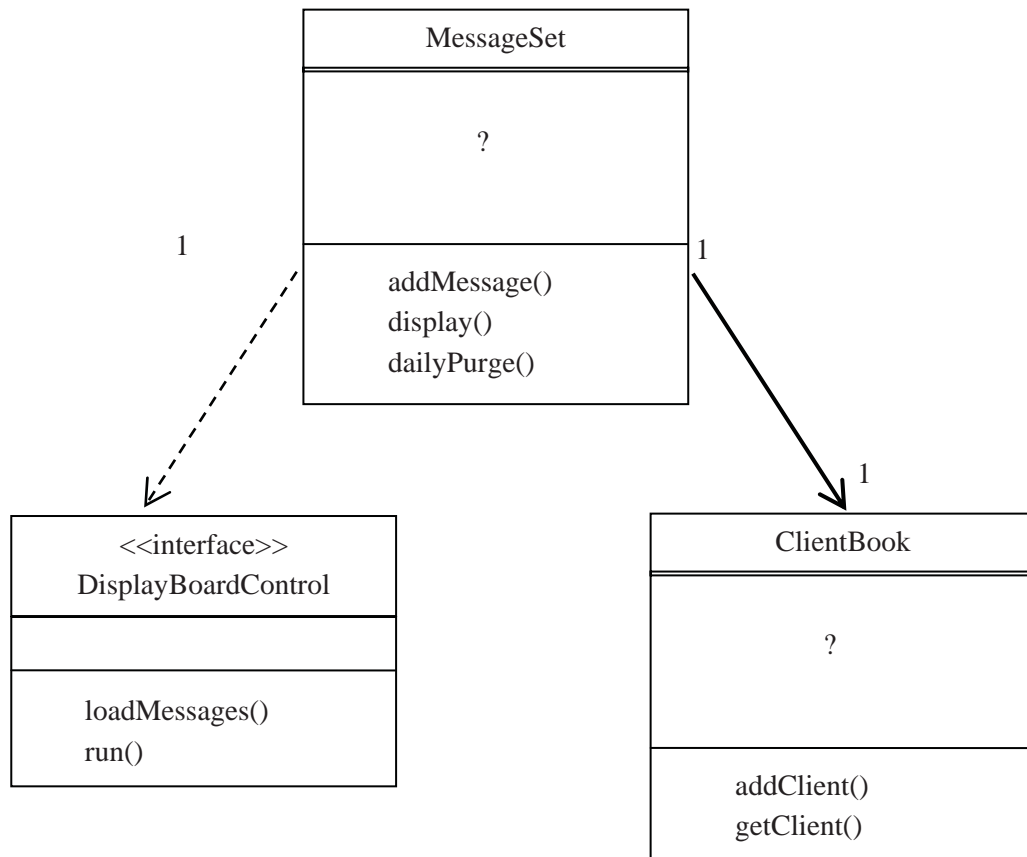 MessageSet
?
1
1
addMessage()
display()
dailyPurge()
1
<<interface>>
DisplayBoardControl
loadMessages()
run()
ClientBook
?
addClient()
getClient()